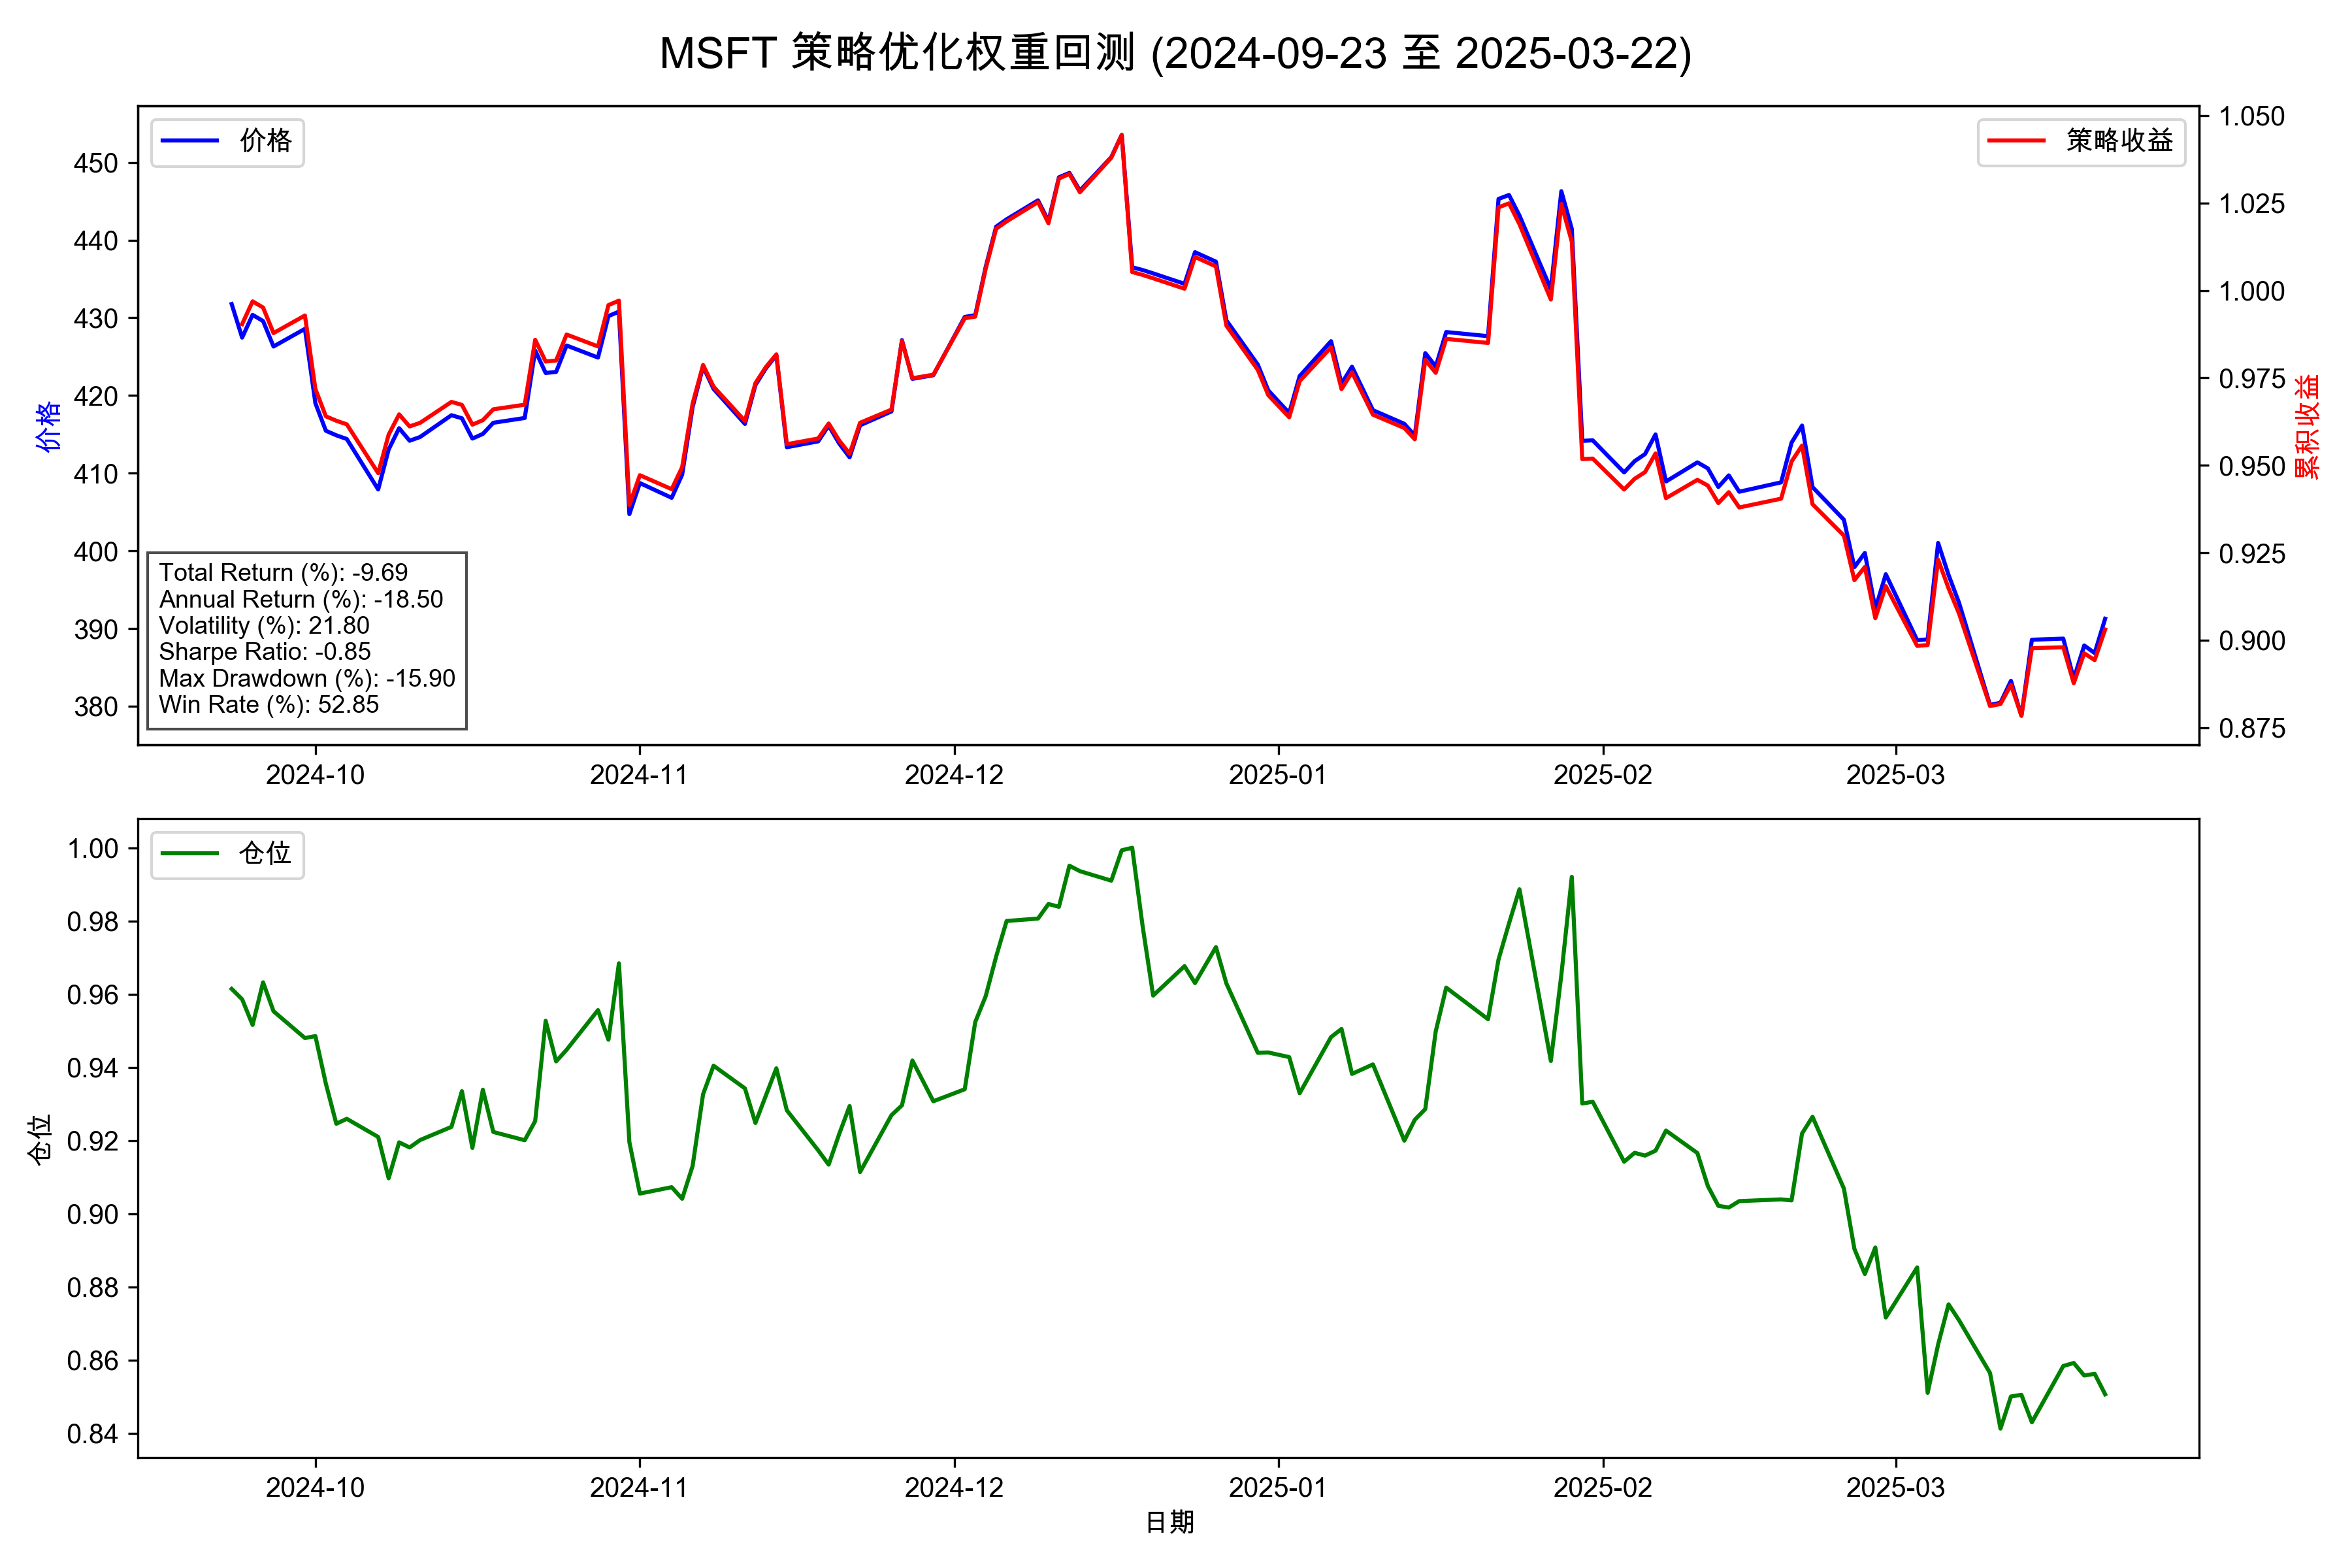 MSFT 策略优化权重回测 (2024-09-23 至 2025-03-22)
价格
策略收益
450
440
430
420
410
400
390
380
价格
1.050
1.025
1.000
0.975
0.950
0.925
0.900
0.875
累积收益
Total Return (%): -9.69
Annual Return (%): -18.50
Volatility (%): 21.80
Sharpe Ratio: -0.85
Max Drawdown (%): -15.90
Win Rate (%): 52.85
2024-10
2024-11
2024-12
2025-01
2025-02
2025-03
仓位
1.00
0.98
0.96
0.94
0.92
0.90
0.88
0.86
0.84
仓位
2024-10
2024-11
2024-12
2025-01
2025-02
2025-03
日期